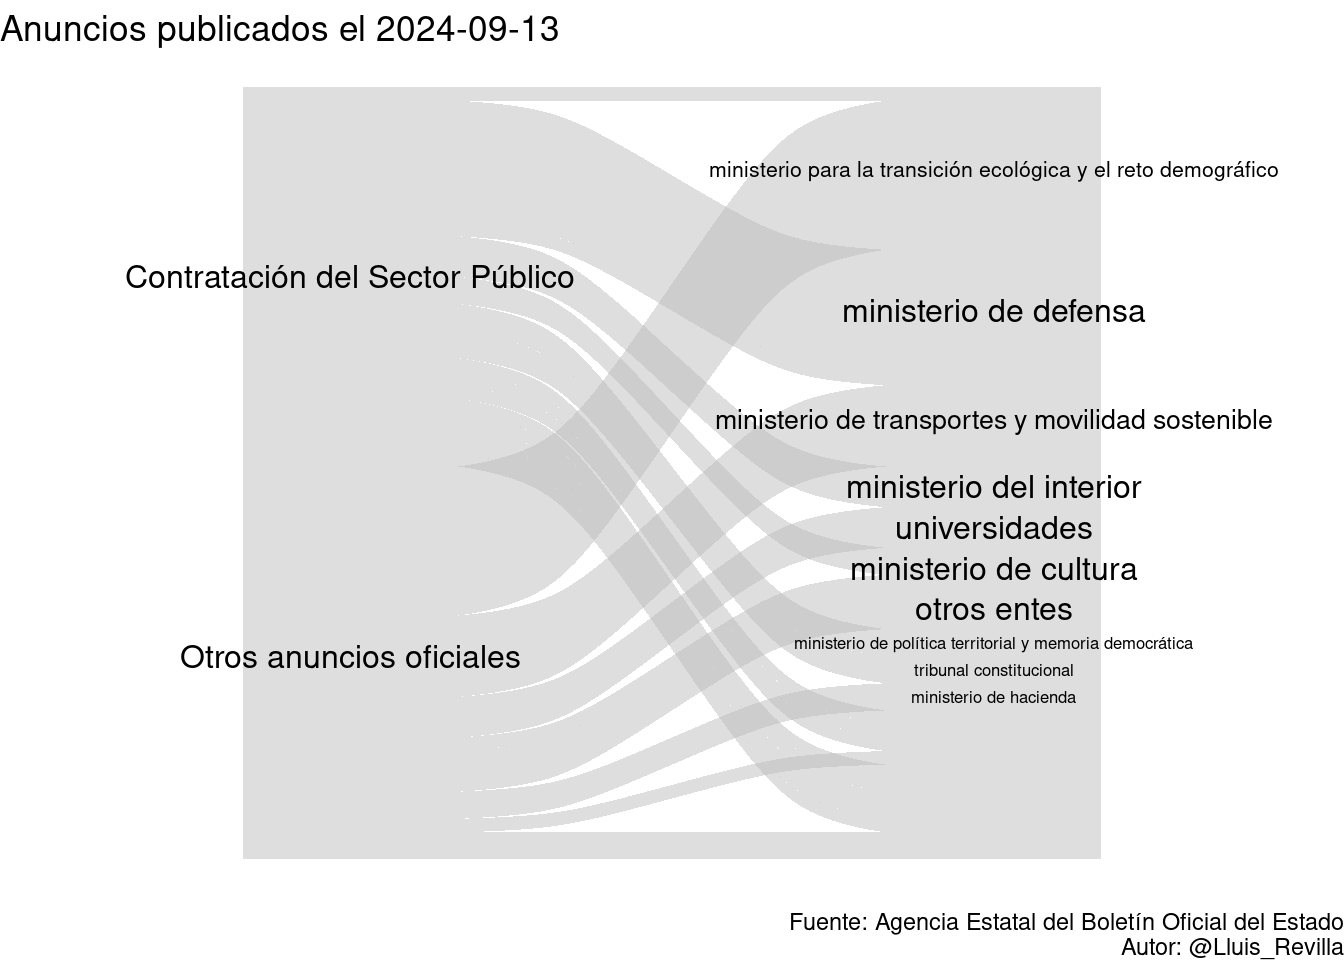 Anuncios publicados el 2024-09-13
ministerio para la transición ecológica y el reto demográfico
Contratación del Sector Público
ministerio de defensa
ministerio de transportes y movilidad sostenible
ministerio del interior
universidades
ministerio de cultura
otros entes
ministerio de política territorial y memoria democrática
Otros anuncios oficiales
tribunal constitucional
ministerio de hacienda
Fuente: Agencia Estatal del Boletín Oficial del Estado
Autor: @Lluis_Revilla